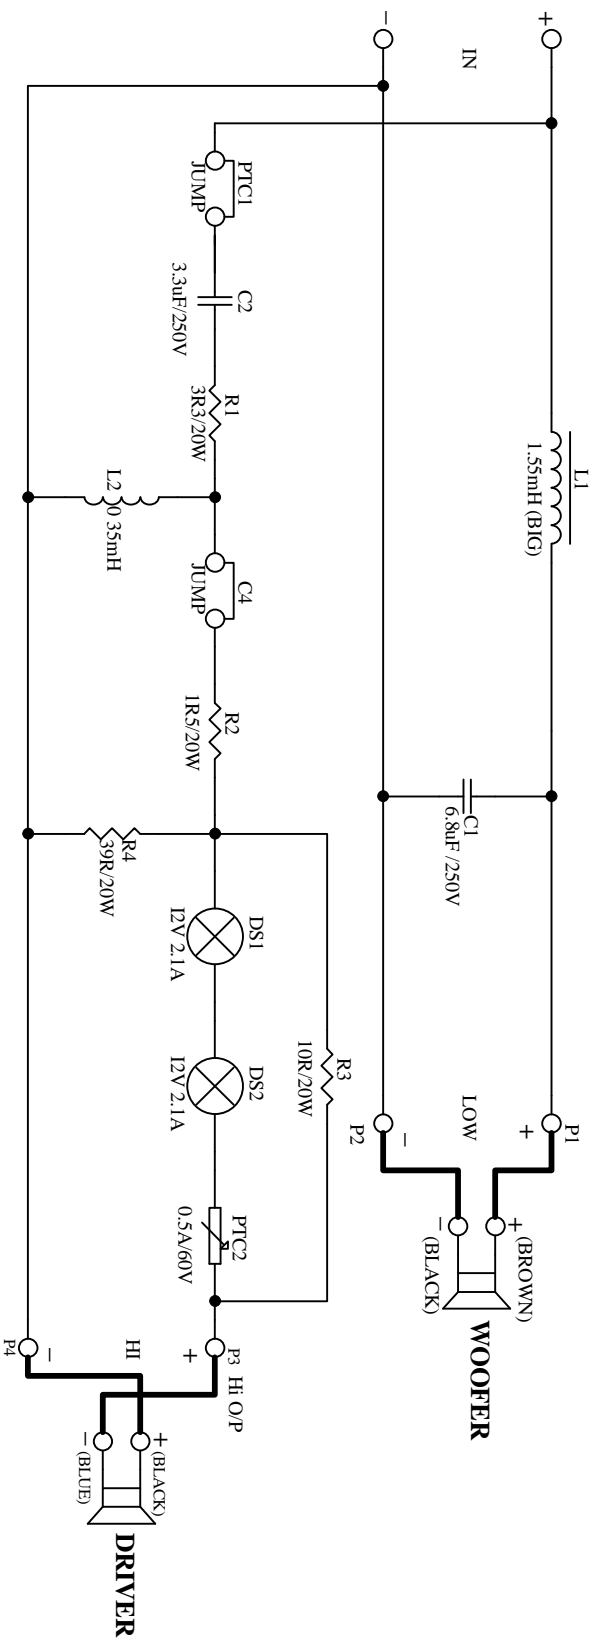 +
−
IN
L1
1.55mH (BIG)
C1
6.8uF /250V
P1
+
LOW
−
P2
+ (BROWN)
− (BLACK)
WOOFER
PTC1
JUMP
C2
3.3uF/250V
R1
3R3/20W
L2
0 35mH
C4
JUMP
R2
1R5/20W
R4
39R/20W
DS1
I2V 2.1A
DS2
I2V 2.1A
R3
10R/20W
PTC2
0.5A/60V
P3 Hi O/P
+
HI
−
P4
+ (BLACK)
− (BLUE)
DRIVER